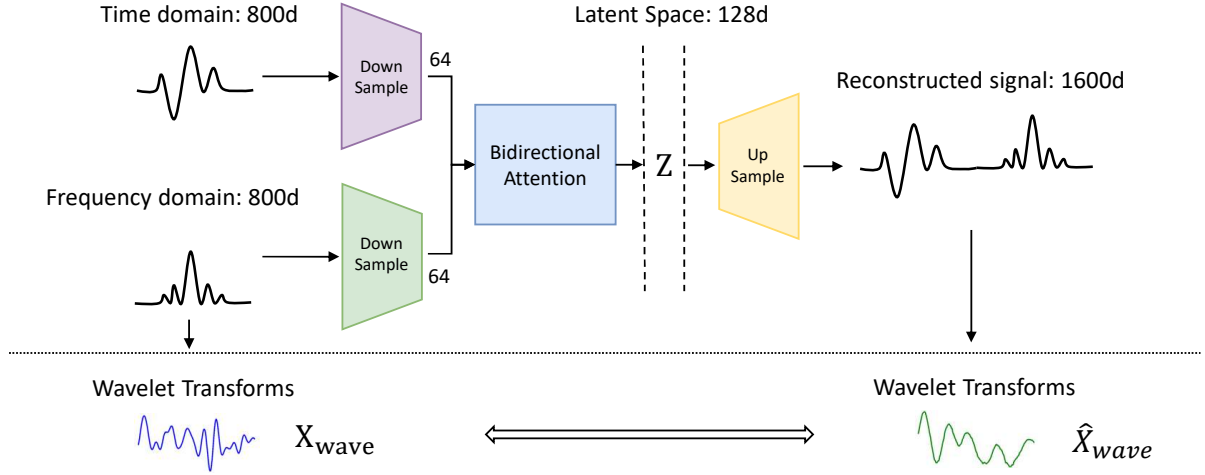 Time domain: 800d
Latent Space: 128d
Down
Sample
64
Reconstructed signal: 1600d
Bidirectional
Attention
Z
Up
Sample
Frequency domain: 800d
Down
Sample
64
Wavelet Transforms
X_wave
Wavelet Transforms
X̂_wave